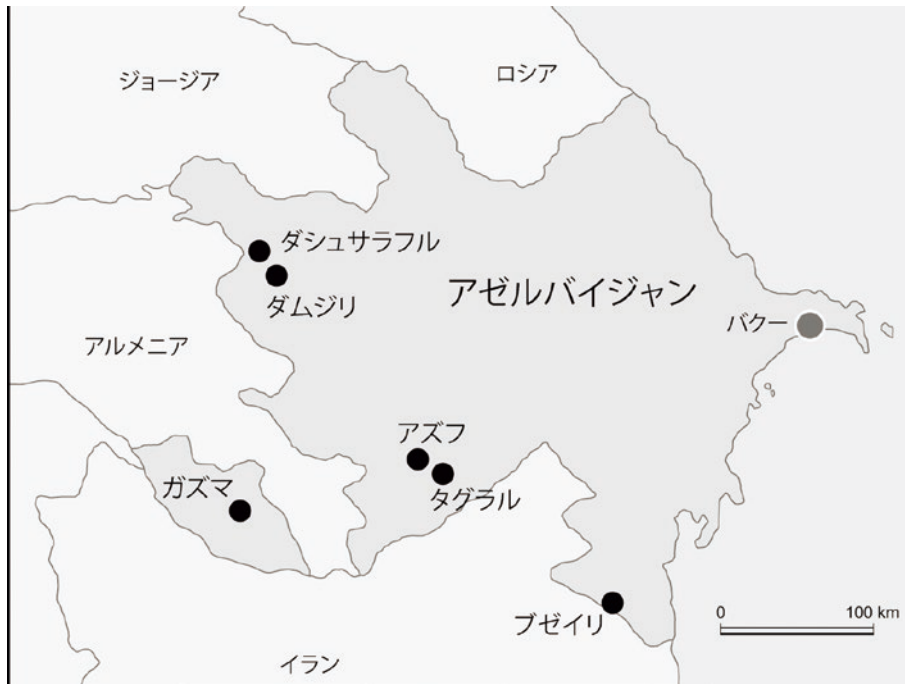 ロシア
ジョージア
ダシュサラフル
アゼルバイジャン
ダムジリ
バクー
アルメニア
アズフ
ガズマ
タグラル
ブゼイリ
0 100 km
イラン